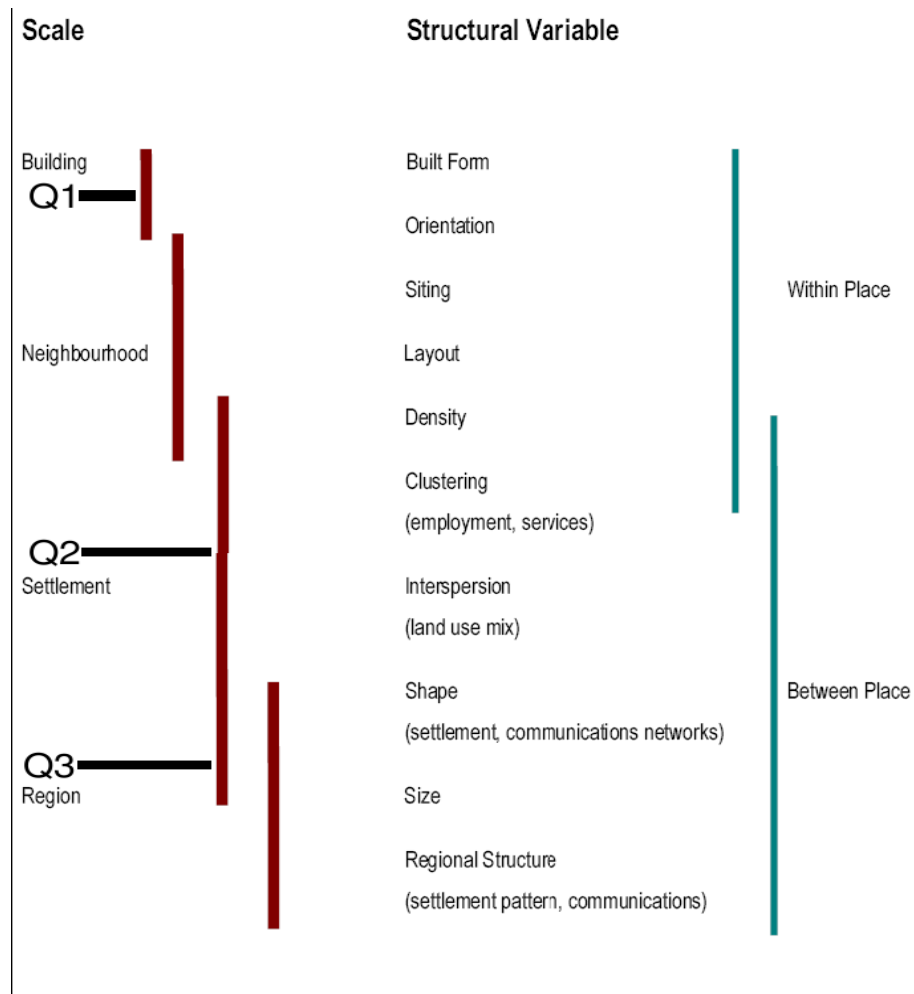 Scale Structural Variable
Building Built Form
Q1
Orientation
Siting Within Place
Neighbourhood Layout
Density
Clustering
(employment, services)
Q2
Settlement Interspersion
(land use mix)
Shape Between Place
(settlement, communications networks)
Q3
Region Size
Regional Structure
(settlement pattern, communications)